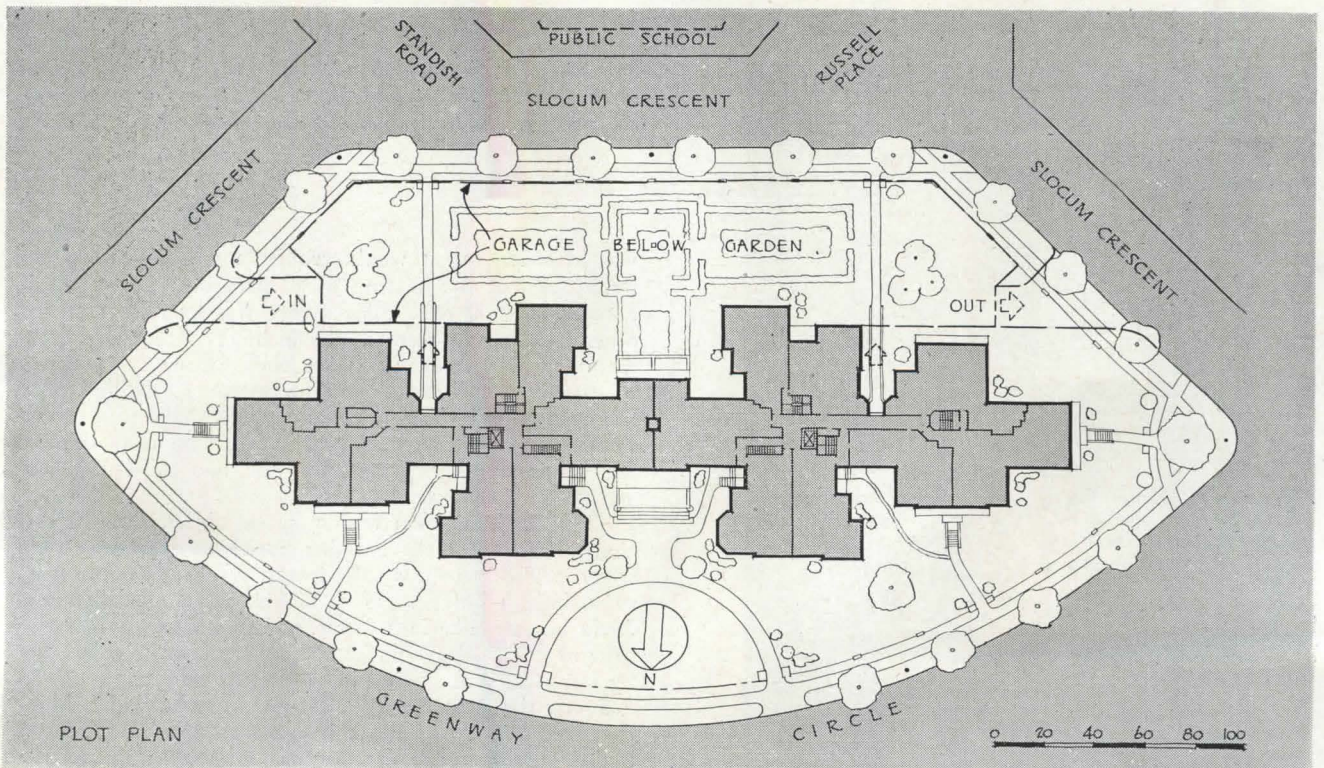 STANDISH
ROAD
PUBLIC SCHOOL
RUSSELL
PLACE
SLOCUM CRESCENT
SLOCUM CRESCENT
SLOCUM CRESCENT
GARAGE BELOW GARDEN
IN
OUT
N
GREENWAY CIRCLE
PLOT PLAN
0 20 40 60 80 100